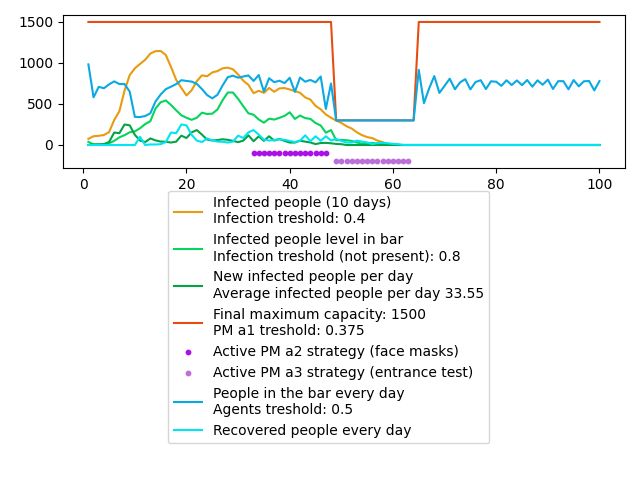 1500
1000
500
0
0 20 40 60 80 100
Infected people (10 days)
Infection treshold: 0.4
Infected people level in bar
Infection treshold (not present): 0.8
New infected people per day
Average infected people per day 33.55
Final maximum capacity: 1500
PM a1 treshold: 0.375
Active PM a2 strategy (face masks)
Active PM a3 strategy (entrance test)
People in the bar every day
Agents treshold: 0.5
Recovered people every day